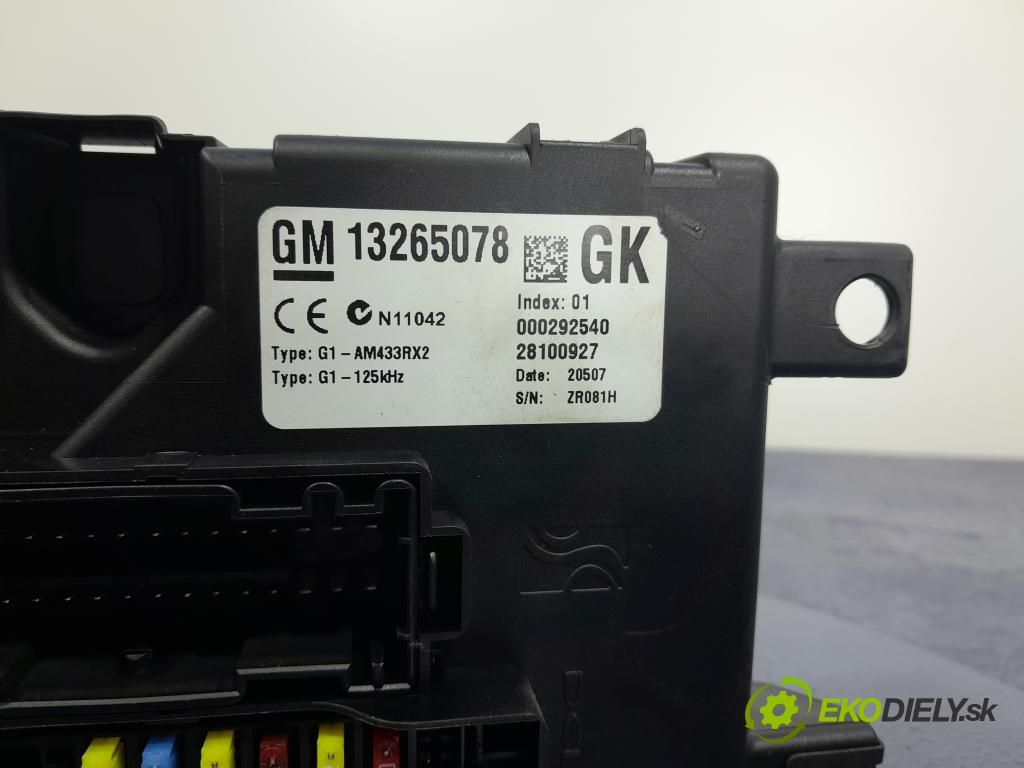 GM 13265078 GK
N11042
Type: G1-AM433RX2
Type: G1-125kHz
Index: 01
000292540
28100927
Date: 20507
S/N: ZR081H
EKODIELY.sk